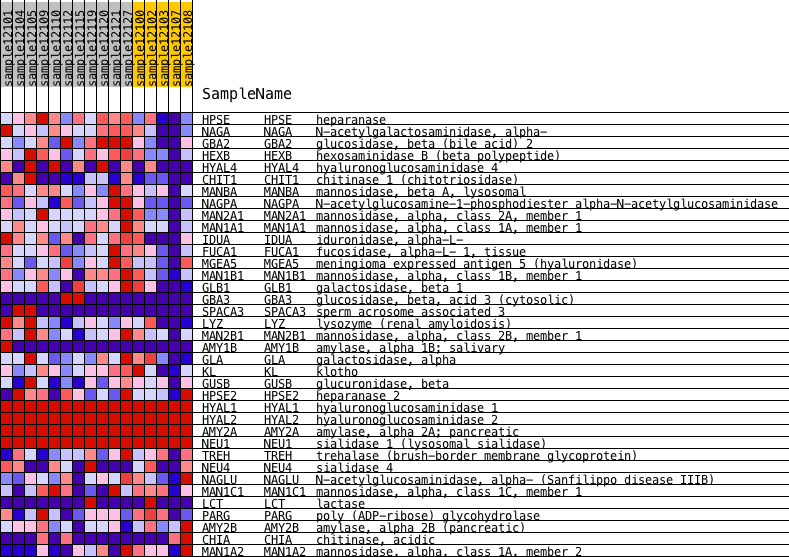 sample12101
sample12104
sample12105
sample12109
sample12110
sample12112
sample12115
sample12119
sample12120
sample12121
sample12127
sample12100
sample12102
sample12103
sample12107
sample12108
SampleName
HPSE HPSE heparanase
NAGA NAGA N-acetylgalactosaminidase, alpha-
GBA2 GBA2 glucosidase, beta (bile acid) 2
HEXB HEXB hexosaminidase B (beta polypeptide)
HYAL4 HYAL4 hyaluronoglucosaminidase 4
CHIT1 CHIT1 chitinase 1 (chitotriosidase)
MANBA MANBA mannosidase, beta A, lysosomal
NAGPA NAGPA N-acetylglucosamine-1-phosphodiester alpha-N-acetylglucosaminidase
MAN2A1 MAN2A1 mannosidase, alpha, class 2A, member 1
MAN1A1 MAN1A1 mannosidase, alpha, class 1A, member 1
IDUA IDUA iduronidase, alpha-L-
FUCA1 FUCA1 fucosidase, alpha-L- 1, tissue
MGEA5 MGEA5 meningioma expressed antigen 5 (hyaluronidase)
MAN1B1 MAN1B1 mannosidase, alpha, class 1B, member 1
GLB1 GLB1 galactosidase, beta 1
GBA3 GBA3 glucosidase, beta, acid 3 (cytosolic)
SPACA3 SPACA3 sperm acrosome associated 3
LYZ LYZ lysozyme (renal amyloidosis)
MAN2B1 MAN2B1 mannosidase, alpha, class 2B, member 1
AMY1B AMY1B amylase, alpha 1B; salivary
GLA GLA galactosidase, alpha
KL KL klotho
GUSB GUSB glucuronidase, beta
HPSE2 HPSE2 heparanase 2
HYAL1 HYAL1 hyaluronoglucosaminidase 1
HYAL2 HYAL2 hyaluronoglucosaminidase 2
AMY2A AMY2A amylase, alpha 2A; pancreatic
NEU1 NEU1 sialidase 1 (lysosomal sialidase)
TREH TREH trehalase (brush-border membrane glycoprotein)
NEU4 NEU4 sialidase 4
NAGLU NAGLU N-acetylglucosaminidase, alpha- (Sanfilippo disease IIIB)
MAN1C1 MAN1C1 mannosidase, alpha, class 1C, member 1
LCT LCT lactase
PARG PARG poly (ADP-ribose) glycohydrolase
AMY2B AMY2B amylase, alpha 2B (pancreatic)
CHIA CHIA chitinase, acidic
MAN1A2 MAN1A2 mannosidase, alpha, class 1A, member 2